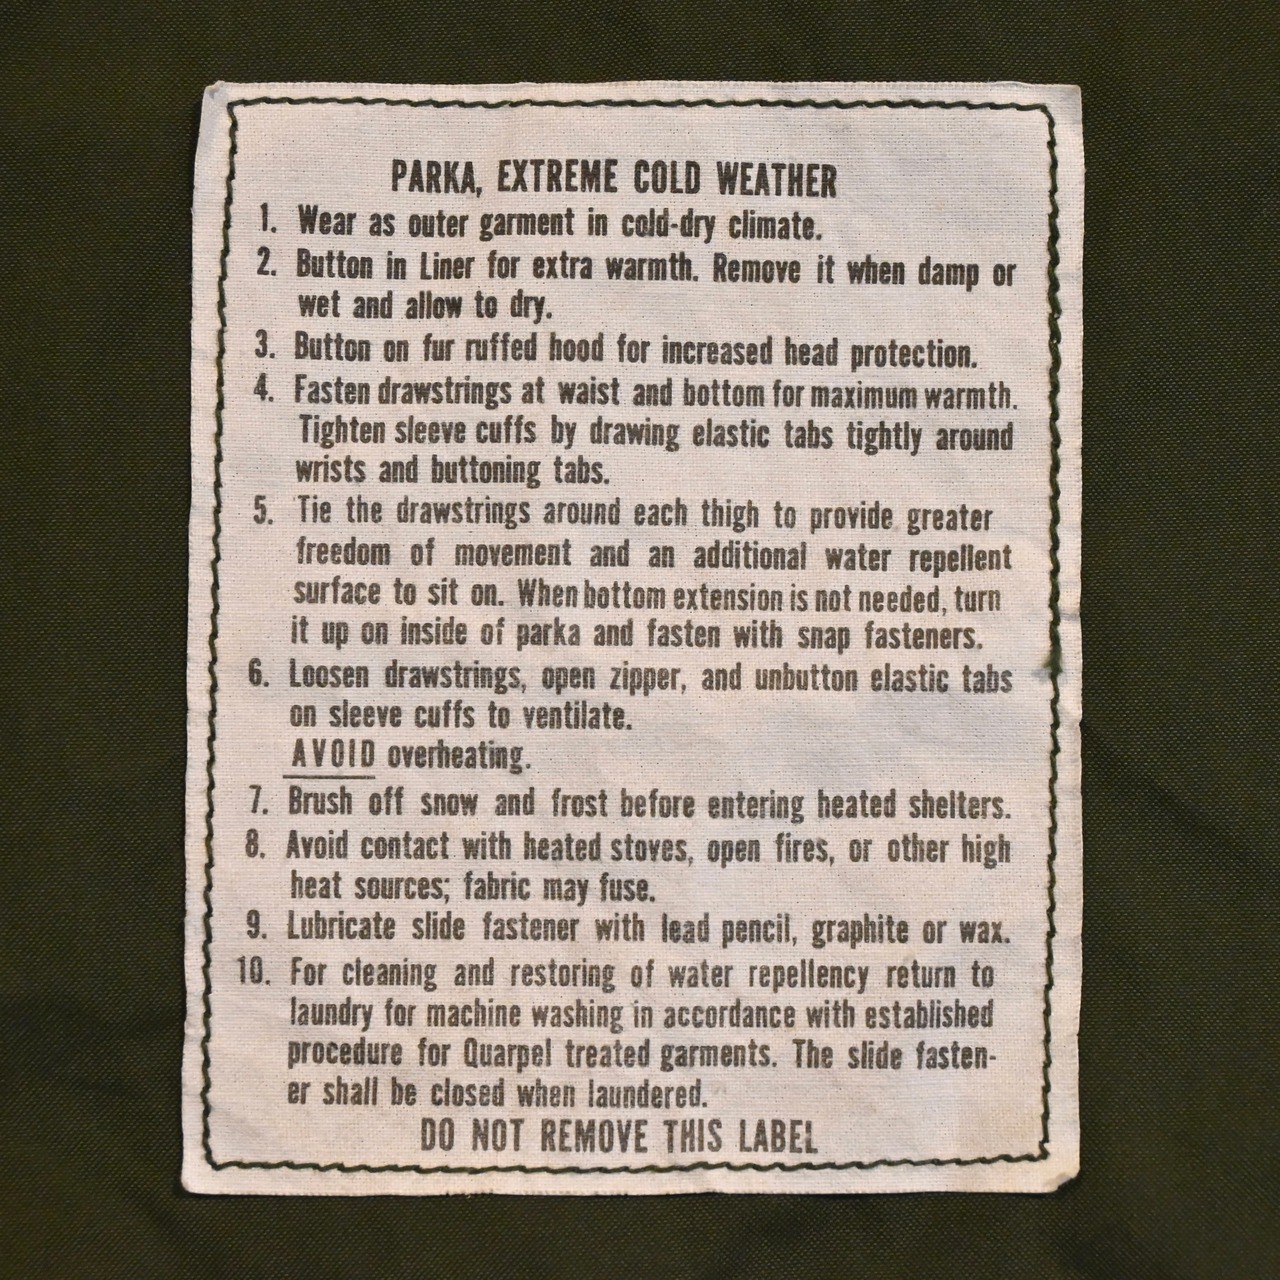 PARKA, EXTREME COLD WEATHER
1. Wear as outer garment in cold-dry climate.
2. Button in Liner for extra warmth. Remove it when damp or
wet and allow to dry.
3. Button on fur ruffed hood for increased head protection.
4. Fasten drawstrings at waist and bottom for maximum warmth.
Tighten sleeve cuffs by drawing elastic tabs tightly around
wrists and buttoning tabs.
5. Tie the drawstrings around each thigh to provide greater
freedom of movement and an additional water repellent
surface to sit on. When bottom extension is not needed, turn
it up on inside of parka and fasten with snap fasteners.
6. Loosen drawstrings, open zipper, and unbutton elastic tabs
on sleeve cuffs to ventilate.
AVOID overheating.
7. Brush off snow and frost before entering heated shelters.
8. Avoid contact with heated stoves, open fires, or other high
heat sources; fabric may fuse.
9. Lubricate slide fastener with lead pencil, graphite or wax.
10. For cleaning and restoring of water repellency return to
laundry for machine washing in accordance with established
procedure for Quarpel treated garments. The slide fasten-
er shall be closed when laundered.
DO NOT REMOVE THIS LABEL